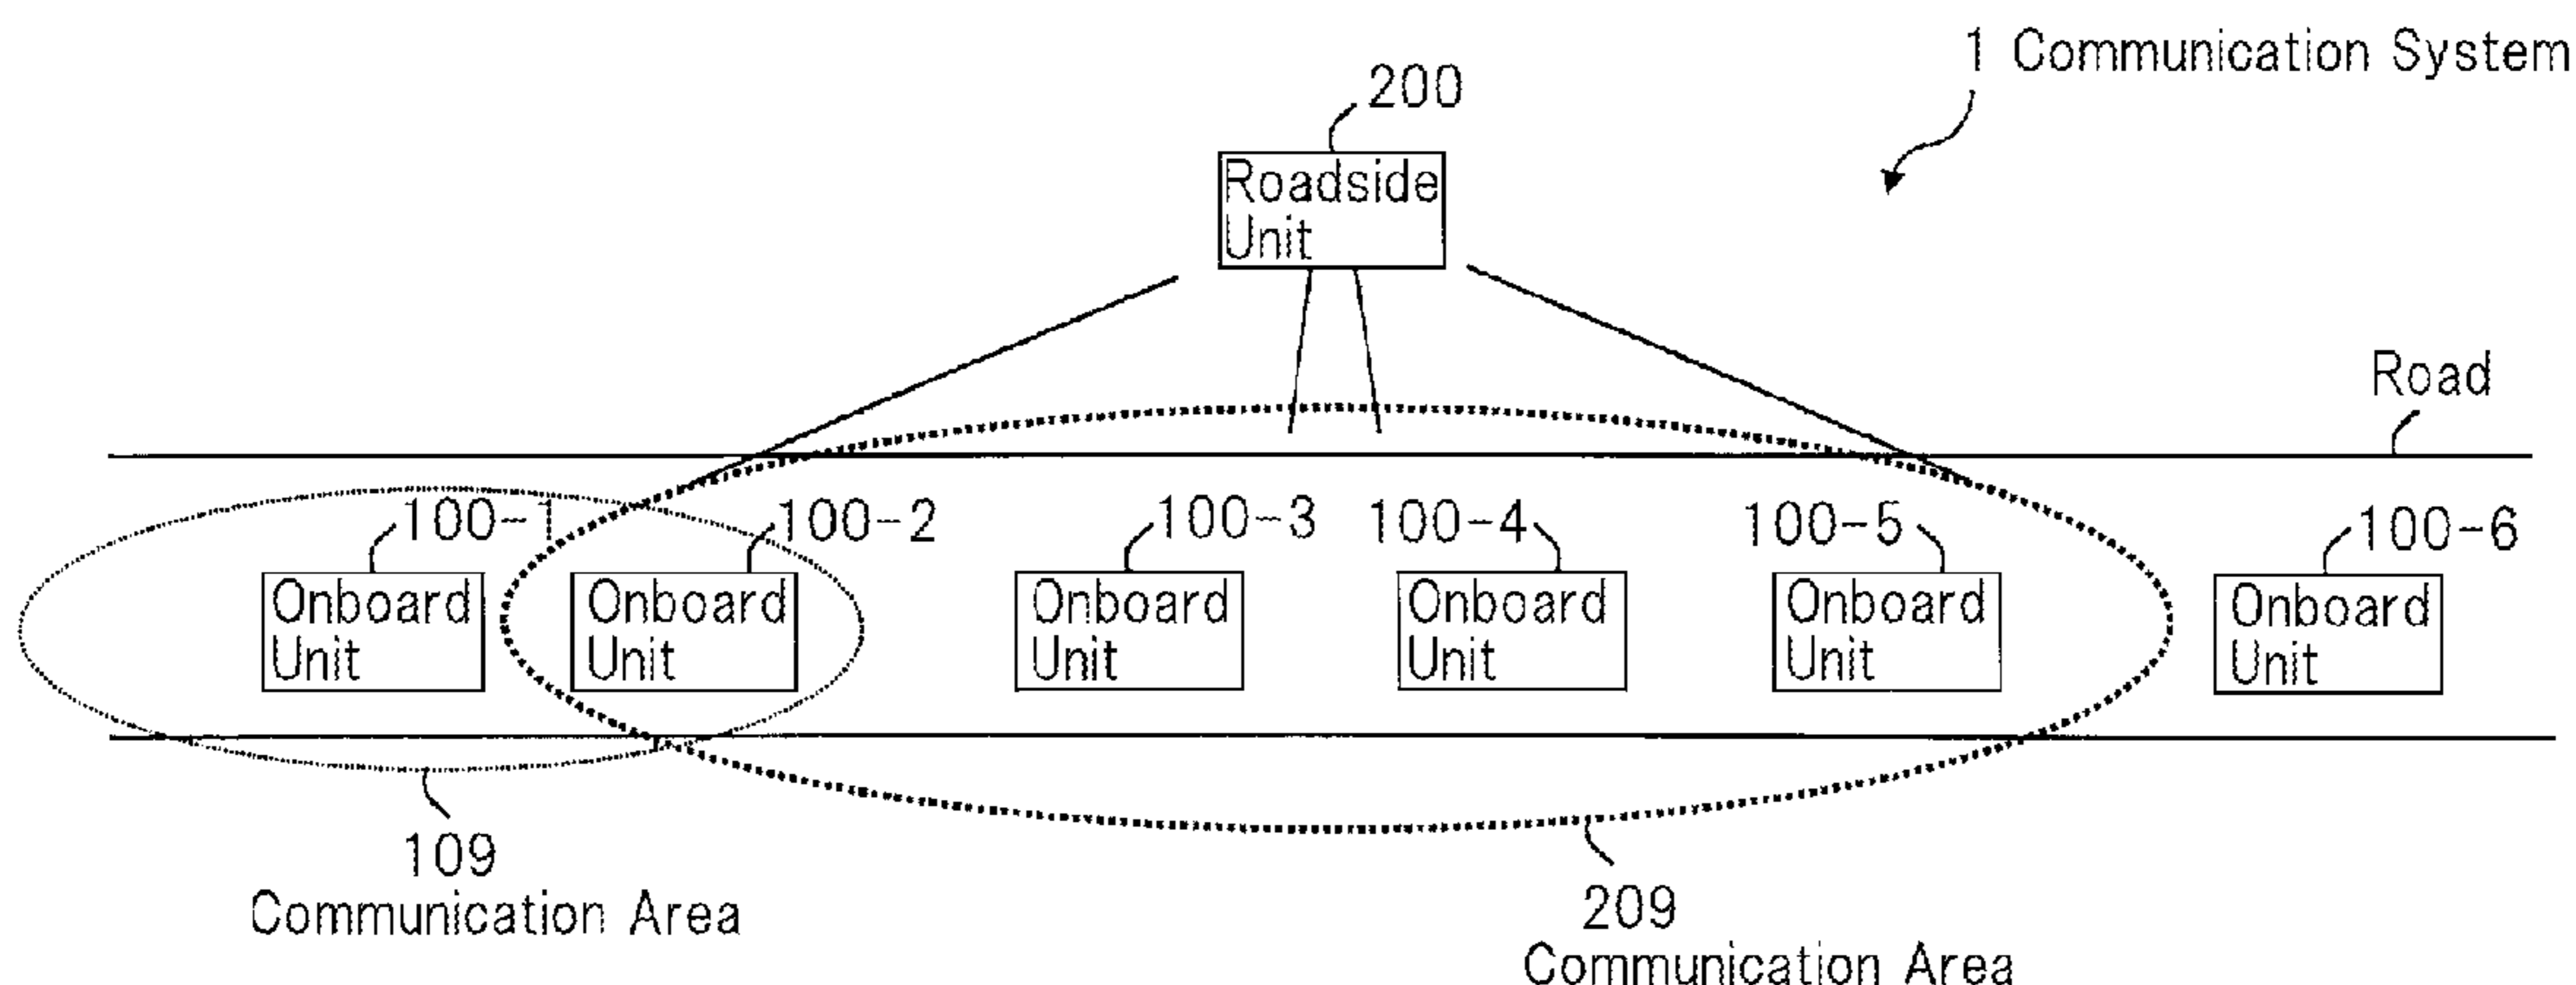 1 Communication System
200
Roadside
Unit
Road
100-1
100-2
100-3
100-4
100-5
100-6
Onboard
Unit
Onboard
Unit
Onboard
Unit
Onboard
Unit
Onboard
Unit
Onboard
Unit
109
Communication Area
209
Communication Area